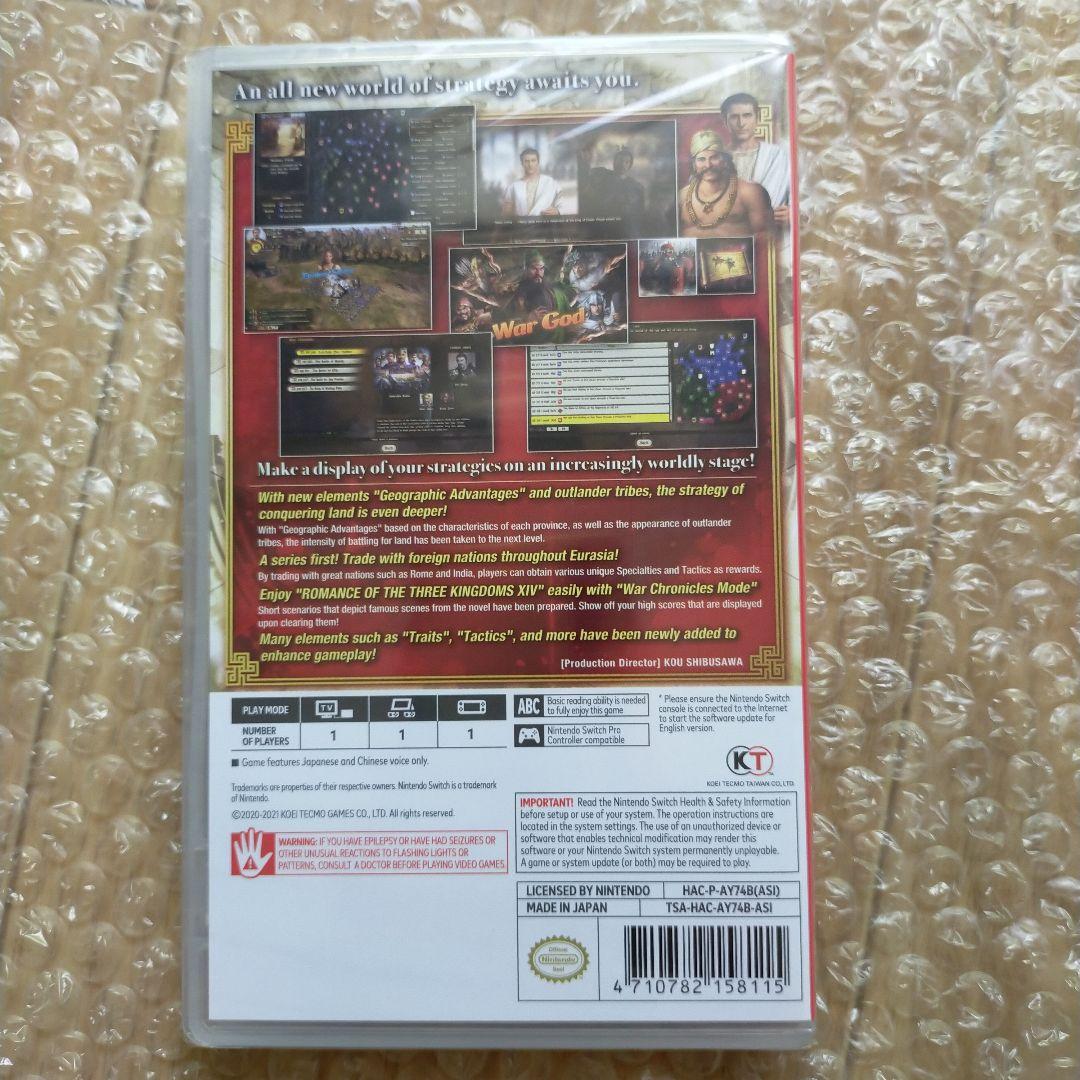 An all new world of strategy awaits you.
War God
Back
Back
Make a display of your strategies on an increasingly worldly stage!
With new elements "Geographic Advantages" and outlander tribes, the strategy of
conquering land is even deeper!
With "Geographic Advantages" based on the characteristics of each province, as well as the appearance of outlander
tribes, the intensity of battling for land has been taken to the next level.
A series first! Trade with foreign nations throughout Eurasia!
By trading with great nations such as Rome and India, players can obtain various unique Specialties and Tactics as rewards.
Enjoy "ROMANCE OF THE THREE KINGDOMS XIV" easily with "War Chronicles Mode"
Short scenarios that depict famous scenes from the novel have been prepared. Show off your high scores that are displayed
upon clearing them!
Many elements such as "Traits", "Tactics", and more have been newly added to
enhance gameplay!
[Production Director] KOU SHIBUSAWA
PLAY MODE
TV
NUMBER
OF PLAYERS
1
1
1
ABC
Basic reading ability is needed
to fully enjoy this game
Nintendo Switch Pro
Controller compatible
* Please ensure the Nintendo Switch
console is connected to the Internet
to start the software update for
English version.
■ Game features Japanese and Chinese voice only.
KT
KOEI TECMO TAIWAN CO., LTD.
Trademarks are properties of their respective owners. Nintendo Switch is a trademark
of Nintendo.
©2020-2021 KOEI TECMO GAMES CO., LTD. All rights reserved.
WARNING: IF YOU HAVE EPILEPSY OR HAVE HAD SEIZURES OR
OTHER UNUSUAL REACTIONS TO FLASHING LIGHTS OR
PATTERNS, CONSULT A DOCTOR BEFORE PLAYING VIDEO GAMES.
IMPORTANT! Read the Nintendo Switch Health & Safety Information
before setup or use of your system. The operation instructions are
located in the system settings. The use of an unauthorized device or
software that enables technical modification may render this
software or your Nintendo Switch system permanently unplayable.
A game or system update (or both) may be required to play.
LICENSED BY NINTENDO
HAC-P-AY74B(ASI)
MADE IN JAPAN
TSA-HAC-AY74B-ASI
Official
Nintendo
Seal
4 710782 158115